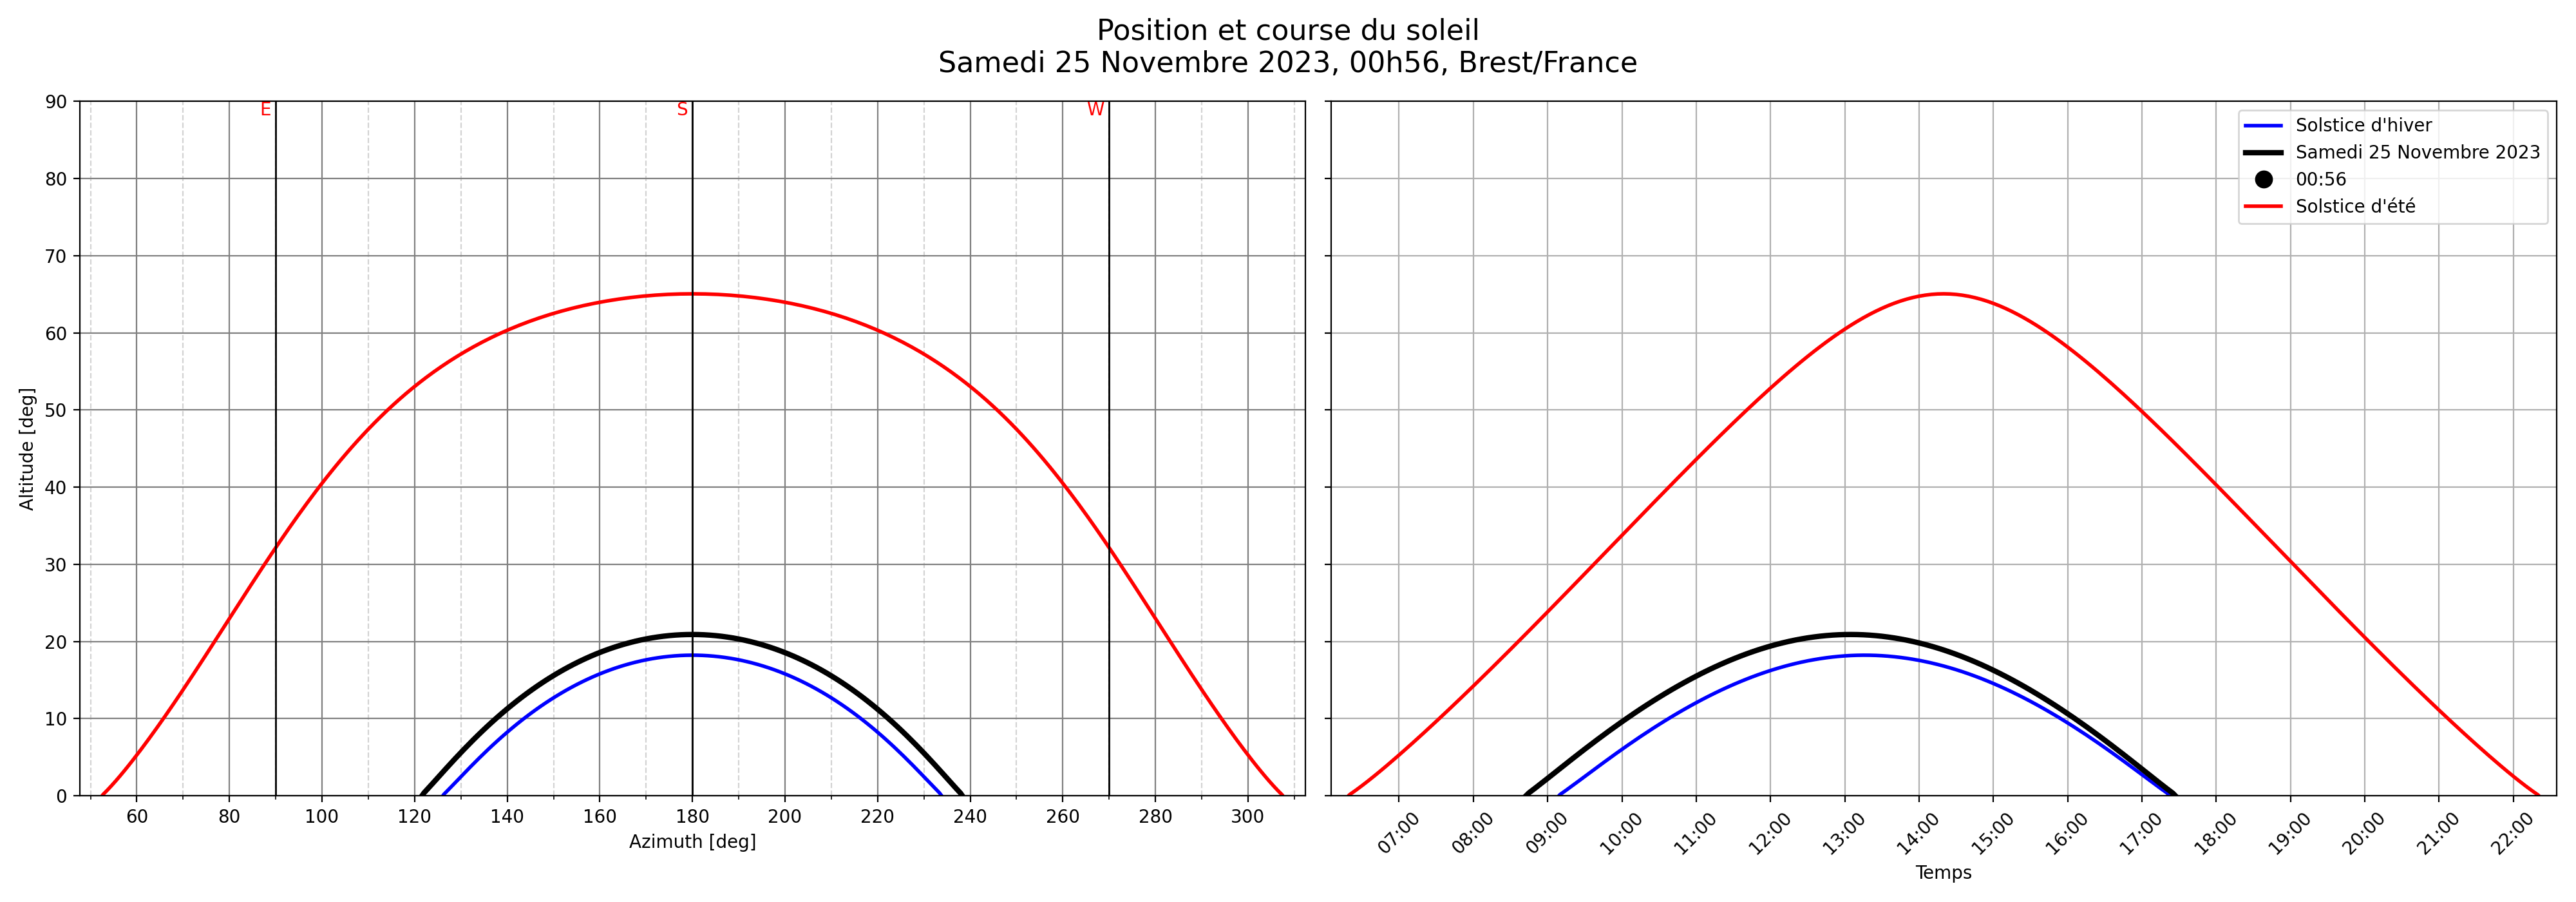 Position et course du soleil
Samedi 25 Novembre 2023, 00h56, Brest/France
E S W
90
80
70
60
50
40
30
20
10
0
Altitude [deg]
60 80 100 120 140 160 180 200 220 240 260 280 300
Azimuth [deg]
Solstice d'hiver
Samedi 25 Novembre 2023
00:56
Solstice d'été
07:00 08:00 09:00 10:00 11:00 12:00 13:00 14:00 15:00 16:00 17:00 18:00 19:00 20:00 21:00 22:00
Temps